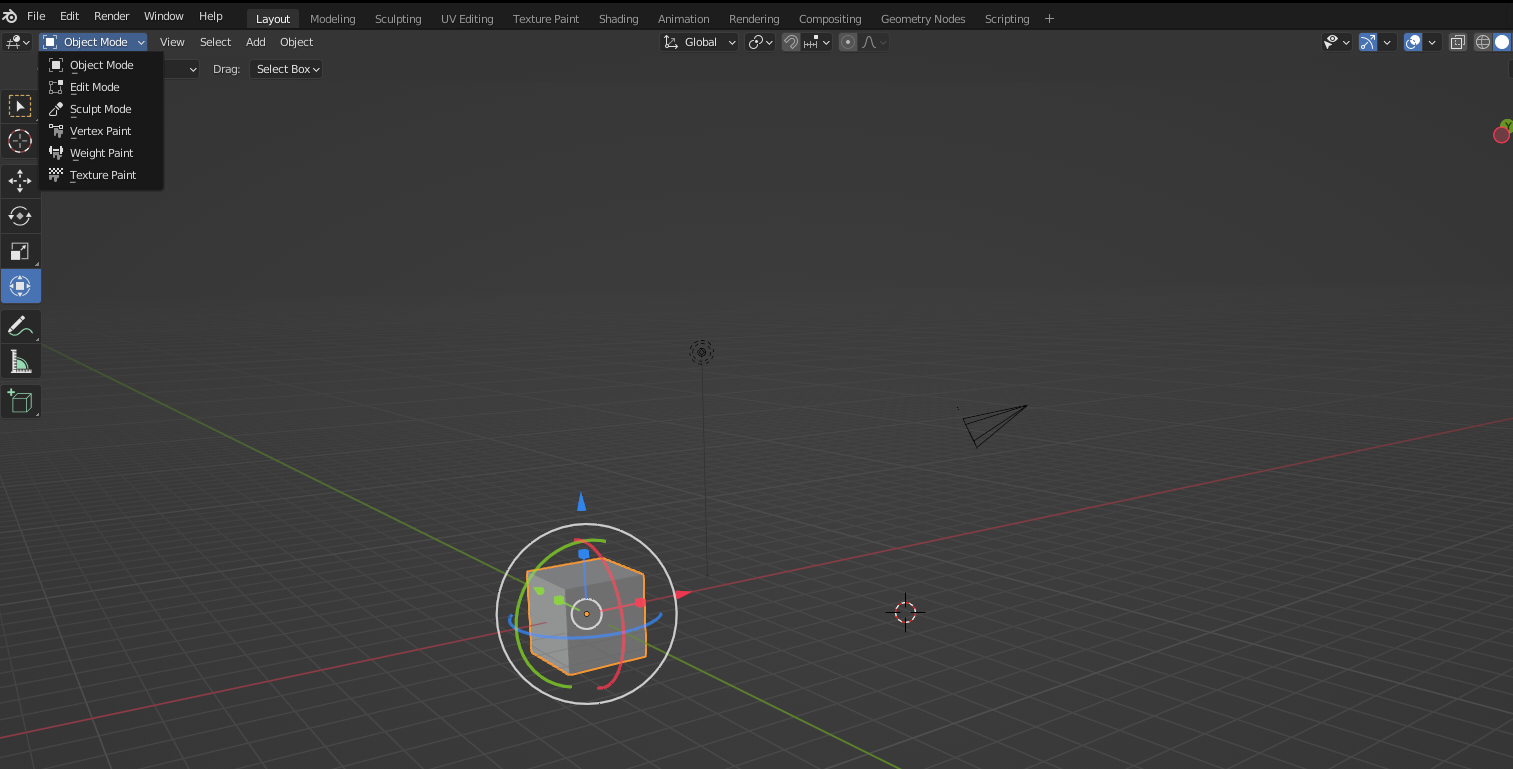 File Edit Render Window Help Layout Modeling Sculpting UV Editing Texture Paint Shading Animation Rendering Compositing Geometry Nodes Scripting +
Object Mode View Select Add Object Global
Drag: Select Box
Object Mode
Edit Mode
Sculpt Mode
Vertex Paint
Weight Paint
Texture Paint
Y